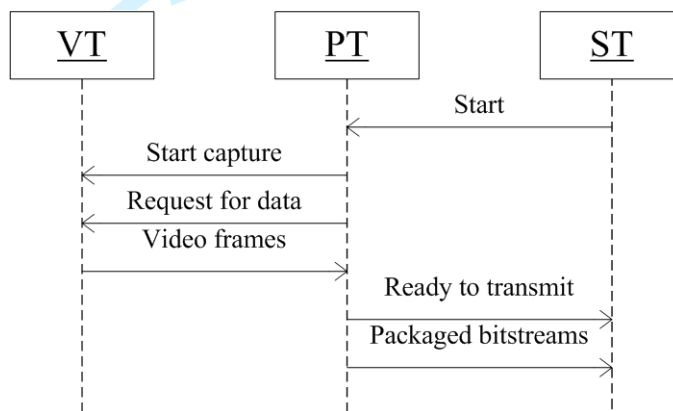 VT
PT
ST
Start
Start capture
Request for data
Video frames
Ready to transmit
Packaged bitstreams